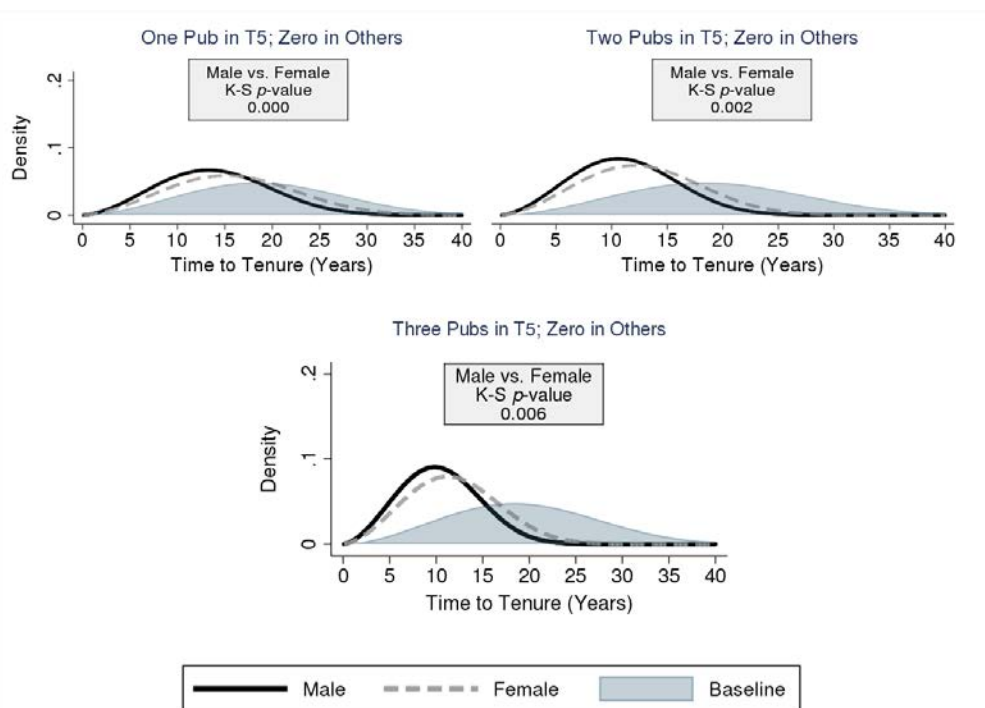 One Pub in T5; Zero in Others
Male vs. Female
K-S p-value
0.000
Density
.2
.1
0
0 5 10 15 20 25 30 35 40
Time to Tenure (Years)
Two Pubs in T5; Zero in Others
Male vs. Female
K-S p-value
0.002
0 5 10 15 20 25 30 35 40
Time to Tenure (Years)
Three Pubs in T5; Zero in Others
Male vs. Female
K-S p-value
0.006
Density
.2
.1
0
0 5 10 15 20 25 30 35 40
Time to Tenure (Years)
Male Female Baseline